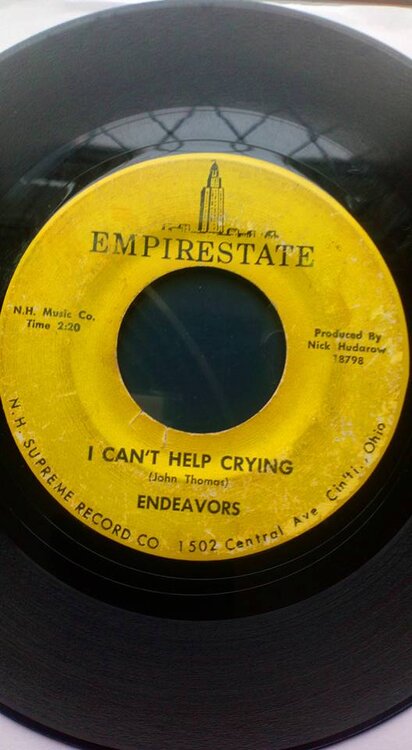 EMPIRESTATE
N.H. Music Co.
Time 2:20
Produced By
Nick Hudarow
18798
I CAN'T HELP CRYING
(John Thomas)
ENDEAVORS
N.H. SUPREME RECORD CO 1502 Central Ave Cin'ti. Ohio